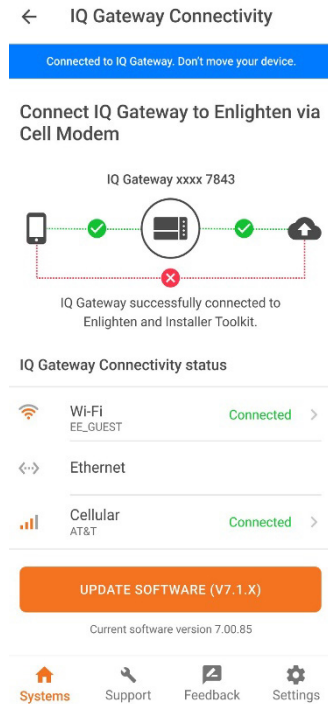 IQ Gateway Connectivity
Connected to IQ Gateway. Don't move your device.
Connect IQ Gateway to Enlighten via
Cell Modem
IQ Gateway xxxx 7843
IQ Gateway successfully connected to
Enlighten and Installer Toolkit.
IQ Gateway Connectivity status
Wi-Fi
Connected
EE_GUEST
Ethernet
Cellular
Connected
AT&T
UPDATE SOFTWARE (V7.1.X)
Current software version 7.00.85
Systems
Support
Feedback
Settings